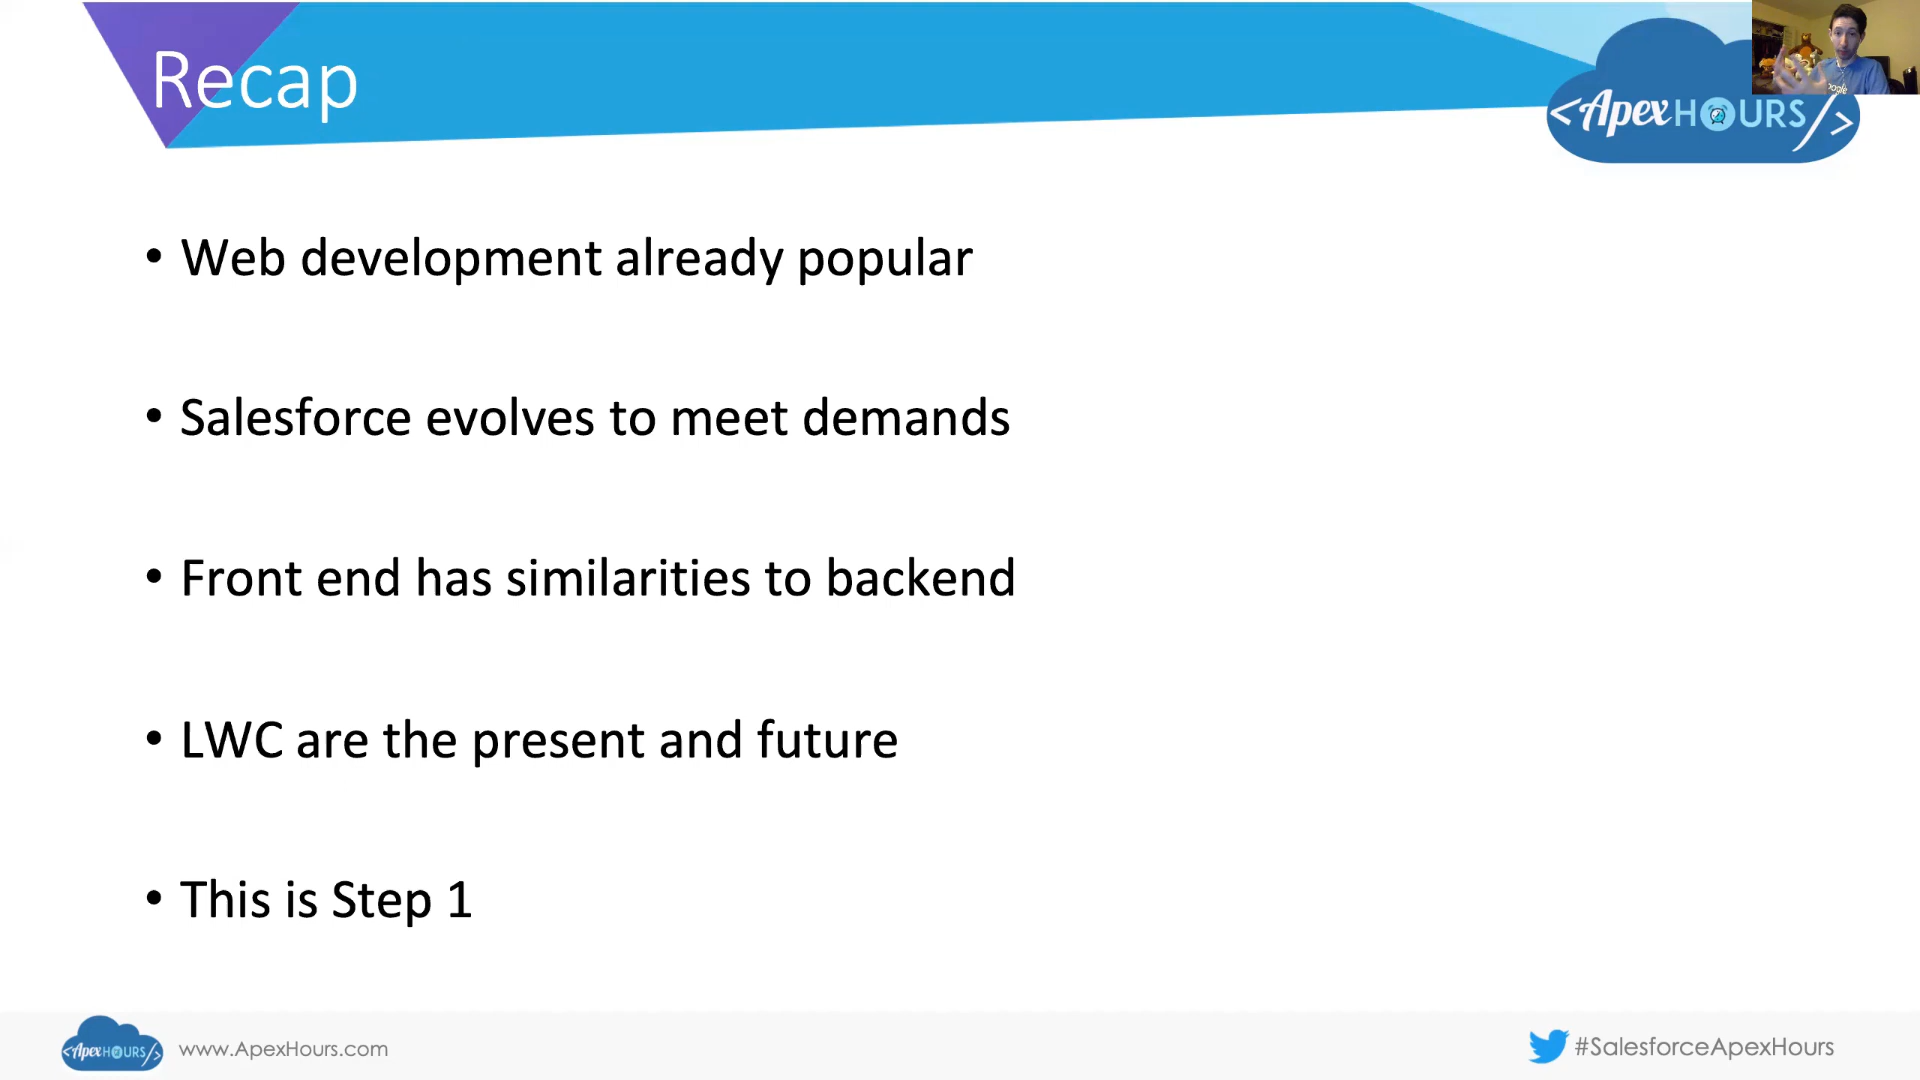 Recap
<ApexHOURS/>
• Web development already popular
• Salesforce evolves to meet demands
• Front end has similarities to backend
• LWC are the present and future
• This is Step 1
<ApexHOURS/>
www.ApexHours.com
#SalesforceApexHours